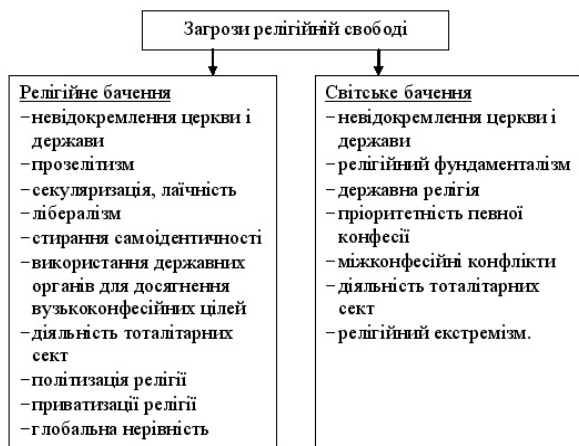 Загрози релігійній свободі
Релігійне бачення
–невідокремлення церкви і
держави
–прозелітизм
–секуляризація, лаїчність
–лібералізм
–стирання самоідентичності
–використання державних
органів для досягнення
вузькоконфесійних цілей
–діяльність тоталітарних
сект
–політизація релігії
–приватизації релігії
–глобальна нерівність
Світське бачення
–невідокремлення церкви і
держави
–релігійний фундаменталізм
–державна релігія
–пріоритетність певної
конфесії
–міжконфесійні конфлікти
–діяльність тоталітарних
сект
–релігійний екстремізм.